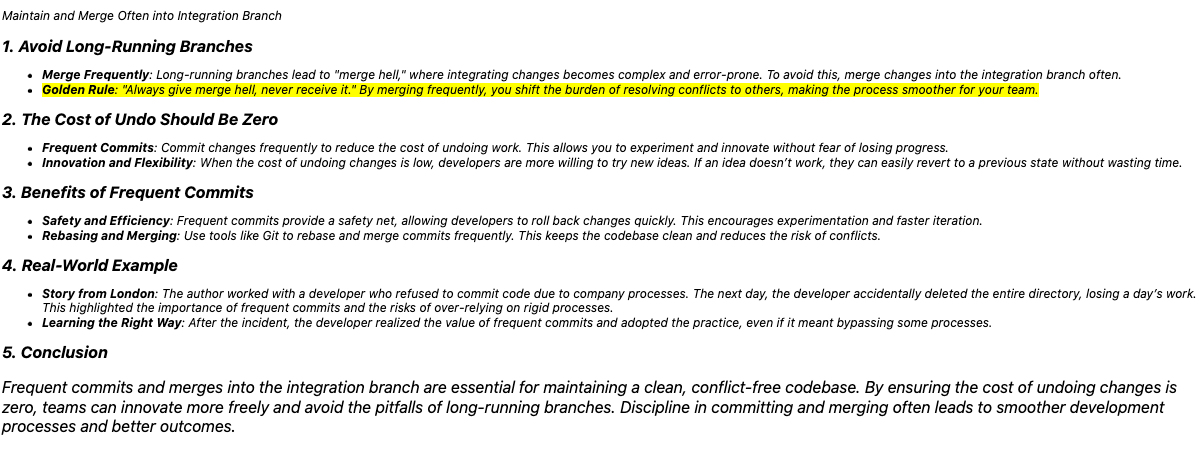 Maintain and Merge Often into Integration Branch
1. Avoid Long-Running Branches
• Merge Frequently: Long-running branches lead to "merge hell," where integrating changes becomes complex and error-prone. To avoid this, merge changes into the integration branch often.
• Golden Rule: "Always give merge hell, never receive it." By merging frequently, you shift the burden of resolving conflicts to others, making the process smoother for your team.
2. The Cost of Undo Should Be Zero
• Frequent Commits: Commit changes frequently to reduce the cost of undoing work. This allows you to experiment and innovate without fear of losing progress.
• Innovation and Flexibility: When the cost of undoing changes is low, developers are more willing to try new ideas. If an idea doesn’t work, they can easily revert to a previous state without wasting time.
3. Benefits of Frequent Commits
• Safety and Efficiency: Frequent commits provide a safety net, allowing developers to roll back changes quickly. This encourages experimentation and faster iteration.
• Rebasing and Merging: Use tools like Git to rebase and merge commits frequently. This keeps the codebase clean and reduces the risk of conflicts.
4. Real-World Example
• Story from London: The author worked with a developer who refused to commit code due to company processes. The next day, the developer accidentally deleted the entire directory, losing a day’s work.
This highlighted the importance of frequent commits and the risks of over-relying on rigid processes.
• Learning the Right Way: After the incident, the developer realized the value of frequent commits and adopted the practice, even if it meant bypassing some processes.
5. Conclusion
Frequent commits and merges into the integration branch are essential for maintaining a clean, conflict-free codebase. By ensuring the cost of undoing changes is
zero, teams can innovate more freely and avoid the pitfalls of long-running branches. Discipline in committing and merging often leads to smoother development
processes and better outcomes.